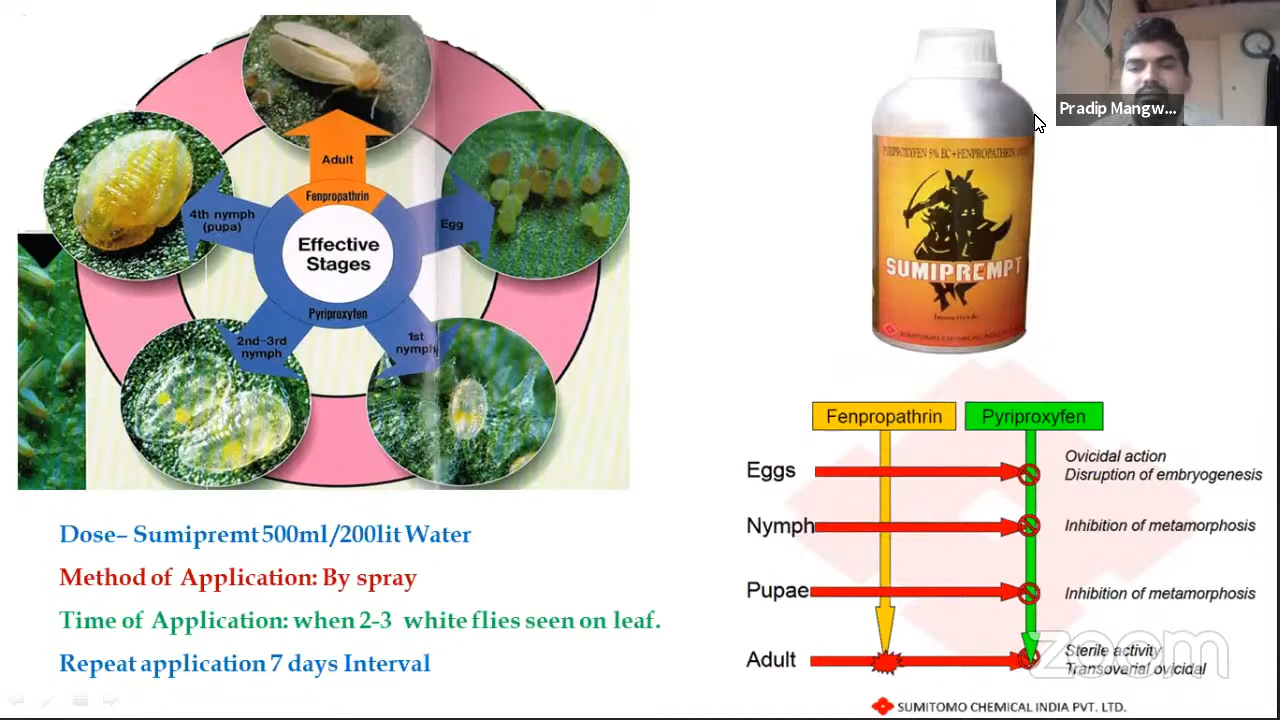 Adult
Fenpropathrin
4th nymph
(pupa)
Egg
Effective
Stages
Pyriproxyfen
2nd–3rd
nymph
1st
nymph
Dose– Sumipremt 500ml/200lit Water
Method of Application: By spray
Time of Application: when 2-3 white flies seen on leaf.
Repeat application 7 days Interval
PYRIPROXYFEN 5% EC+FENPROPATHRIN
SUMIPREMPT
Insecticide
SUMITOMO CHEMICAL INDIA
Pradip Mangw...
Fenpropathrin
Pyriproxyfen
Eggs
Ovicidal action
Disruption of embryogenesis
Nymph
Inhibition of metamorphosis
Pupae
Inhibition of metamorphosis
Adult
Sterile activity
Transovarial ovicidal
zoom
SUMITOMO CHEMICAL INDIA PVT. LTD.